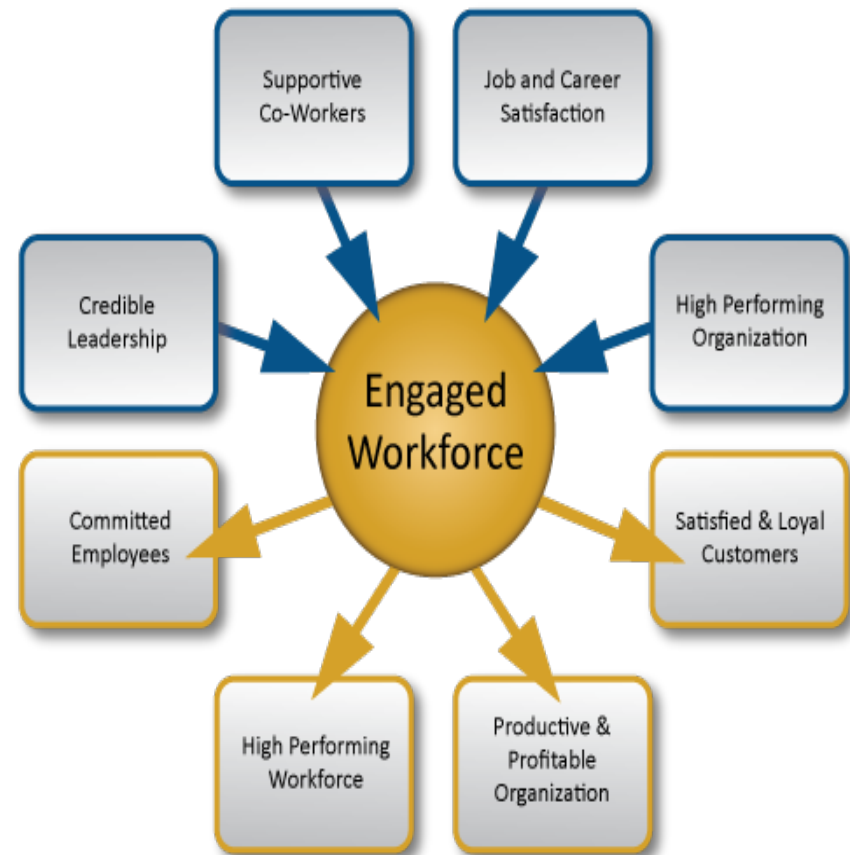 Supportive
Co-Workers
Job and Career
Satisfaction
Credible
Leadership
High Performing
Organization
Engaged
Workforce
Committed
Employees
Satisfied & Loyal
Customers
High Performing
Workforce
Productive &
Profitable
Organization